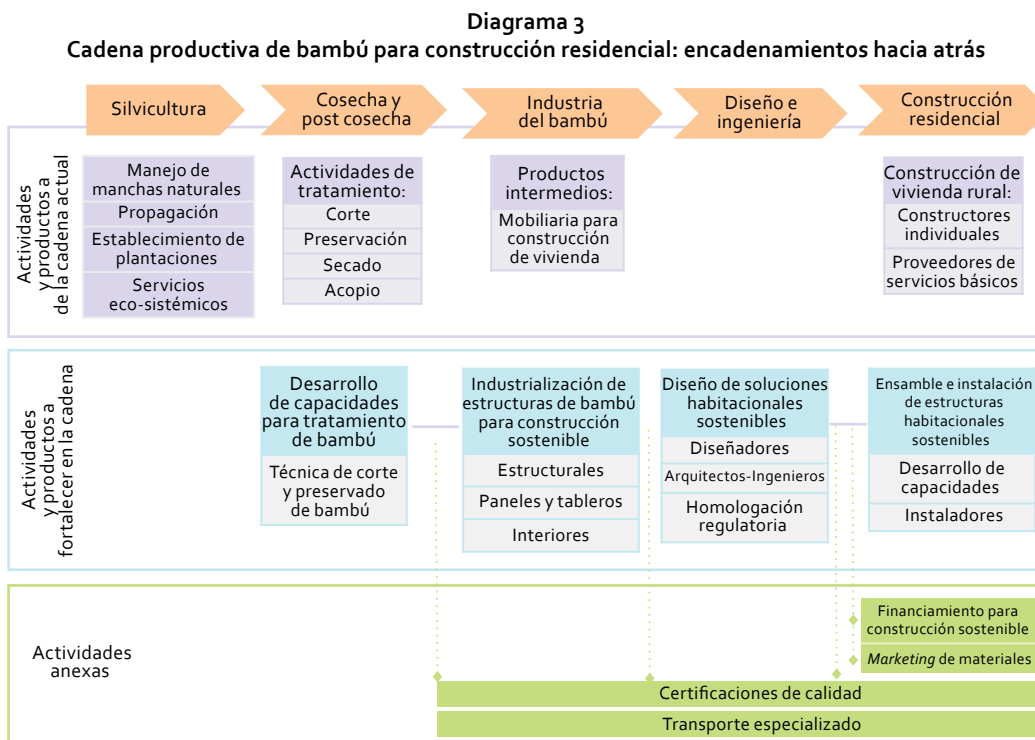 Diagrama 3
Cadena productiva de bambú para construcción residencial: encadenamientos hacia atrás
Silvicultura
Cosecha y
post cosecha
Industria
del bambú
Diseño e
ingeniería
Construcción
residencial
Actividades
y productos a
de la cadena actual
Manejo de
manchas naturales
Propagación
Establecimiento de
plantaciones
Servicios
eco-sistémicos
Actividades de
tratamiento:
Corte
Preservación
Secado
Acopio
Productos
intermedios:
Mobiliaria para
construcción
de vivienda
Construcción de
vivienda rural:
Constructores
individuales
Proveedores de
servicios básicos
Actividades
y productos a
fortalecer en la cadena
Desarrollo
de capacidades
para tratamiento
de bambú
Técnica de corte
y preservado
de bambú
Industrialización de
estructuras de bambú
para construcción
sostenible
Estructurales
Paneles y tableros
Interiores
Diseño de soluciones
habitacionales
sostenibles
Diseñadores
Arquitectos-Ingenieros
Homologación
regulatoria
Ensamble e instalación
de estructuras
habitacionales
sostenibles
Desarrollo de
capacidades
Instaladores
Actividades
anexas
Financiamiento para
construcción sostenible
Marketing de materiales
Certificaciones de calidad
Transporte especializado